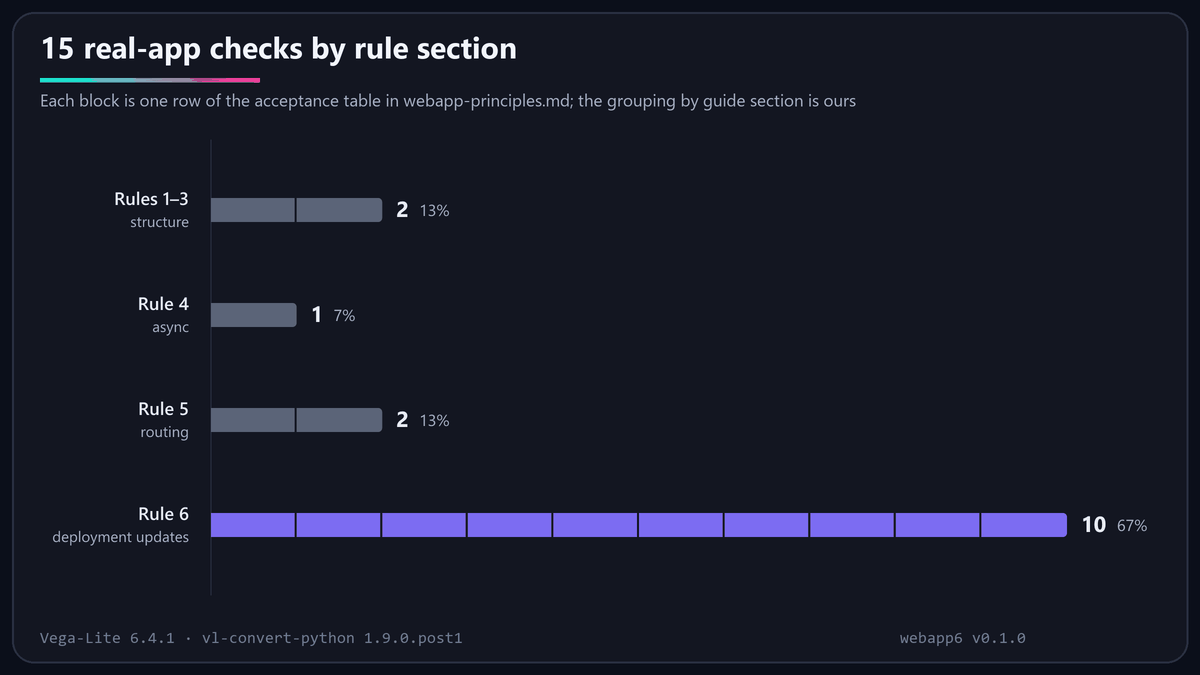 15 real-app checks by rule section
Each block is one row of the acceptance table in webapp-principles.md; the grouping by guide section is ours
Rules 1–3
structure
2 13%
Rule 4
async
1 7%
Rule 5
routing
2 13%
Rule 6
deployment updates
10 67%
Vega-Lite 6.4.1 · vl-convert-python 1.9.0.post1
webapp6 v0.1.0